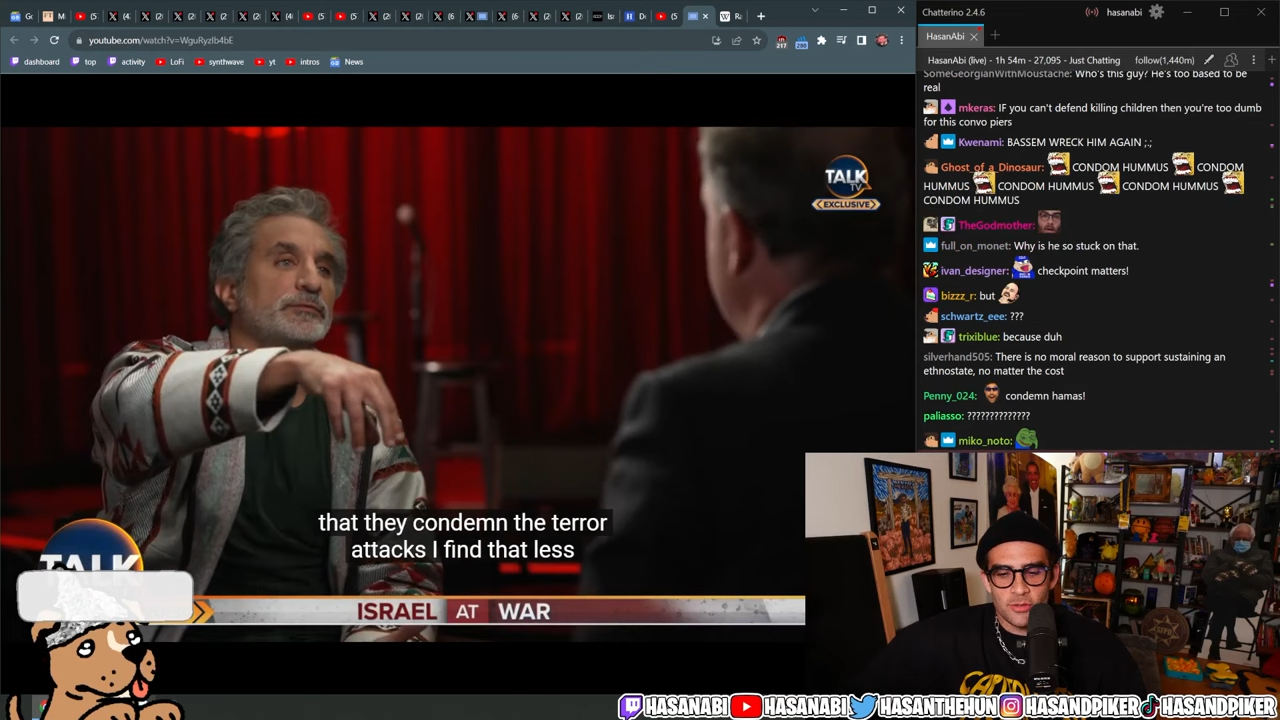 Chatterino 2.4.6
hasanabi
HasanAbi
youtube.com/watch?v=WguRyzIb4bE
217
280
dashboard
top
activity
LoFi
synthwave
yt
intros
News
HasanAbi (live) - 1h 54m - 27,095 - Just Chatting
follow(1,440m)
SomeGeorgianWithMoustache: Who's this guy? He's too based to be
real
mkeras: IF you can't defend killing children then you're too dumb
for this convo piers
Kwenami: BASSEM WRECK HIM AGAIN ;.;
Ghost_of_a_Dinosaur: CONDOM HUMMUS CONDOM
HUMMUS CONDOM HUMMUS CONDOM HUMMUS
CONDOM HUMMUS
TheGodmother:
full_on_monet: Why is he so stuck on that.
ivan_designer: checkpoint matters!
bizzz_r: but
schwartz_eee: ???
trixiblue: because duh
silverhand505: There is no moral reason to support sustaining an
ethnostate, no matter the cost
Penny_024: condemn hamas!
paliasso: ??????????????
miko_noto:
TALK
TV
EXCLUSIVE
that they condemn the terror
attacks I find that less
TALK
ISRAEL AT WAR
HASANABI HASANABI HASANTHEHUN HASANDPIKER HASANDPIKER